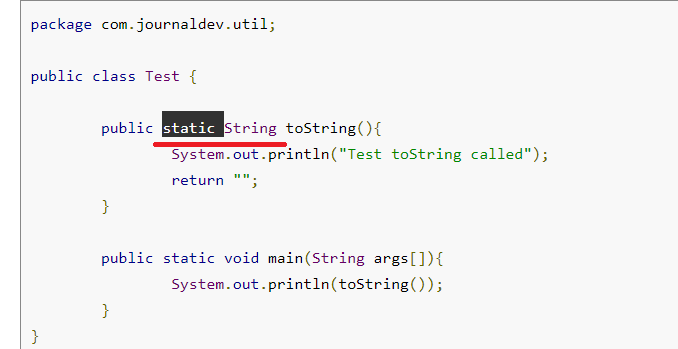 package com.journaldev.util;
public class Test {
public static String toString(){
System.out.println("Test toString called");
return "";
}
public static void main(String args[]){
System.out.println(toString());
}
}